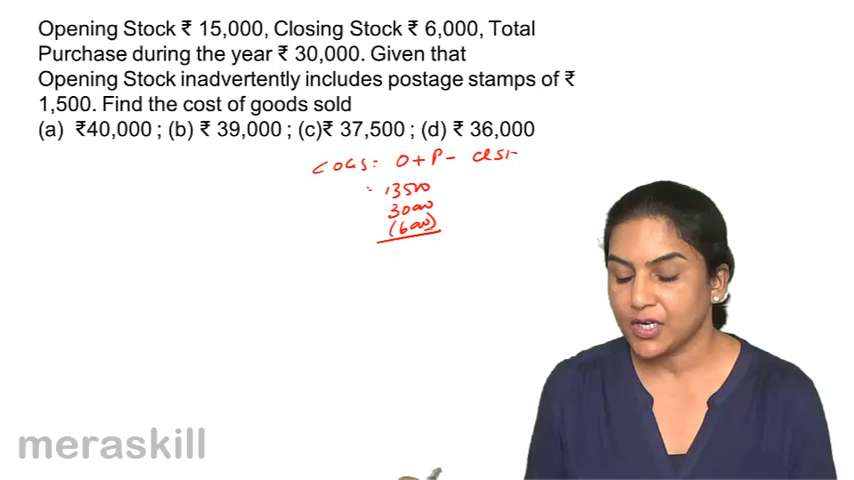 Opening Stock ₹ 15,000, Closing Stock ₹ 6,000, Total
Purchase during the year ₹ 30,000. Given that
Opening Stock inadvertently includes postage stamps of ₹
1,500. Find the cost of goods sold
(a) ₹40,000 ; (b) ₹ 39,000 ; (c)₹ 37,500 ; (d) ₹ 36,000
COGS = O + P - clst
= 13500
30000
(6000)
meraskill